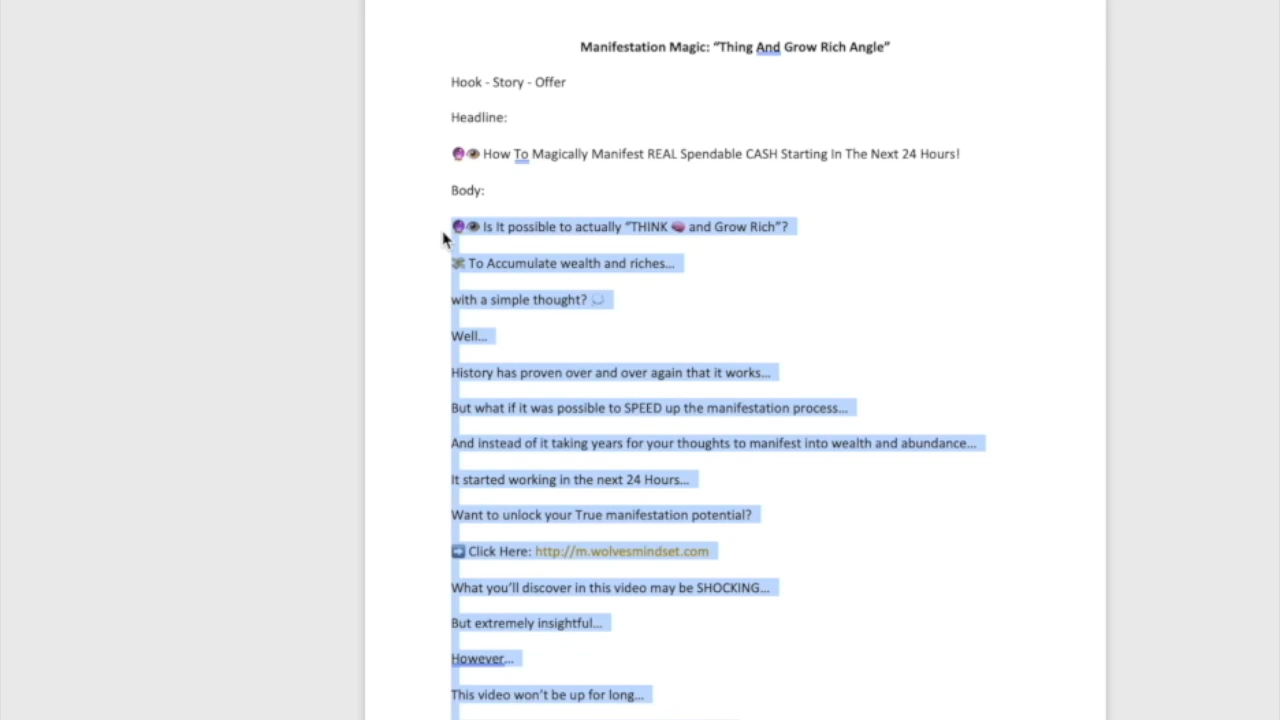 Manifestation Magic: “Thing And Grow Rich Angle”
Hook - Story - Offer
Headline:
🔮👁️ How To Magically Manifest REAL Spendable CASH Starting In The Next 24 Hours!
Body:
🔮👁️ Is It possible to actually “THINK 🧠 and Grow Rich”?
💸 To Accumulate wealth and riches...
with a simple thought? 💭
Well...
History has proven over and over again that it works...
But what if it was possible to SPEED up the manifestation process...
And instead of it taking years for your thoughts to manifest into wealth and abundance...
It started working in the next 24 Hours...
Want to unlock your True manifestation potential?
➡️ Click Here: http://m.wolvesmindset.com
What you’ll discover in this video may be SHOCKING...
But extremely insightful...
However...
This video won’t be up for long...